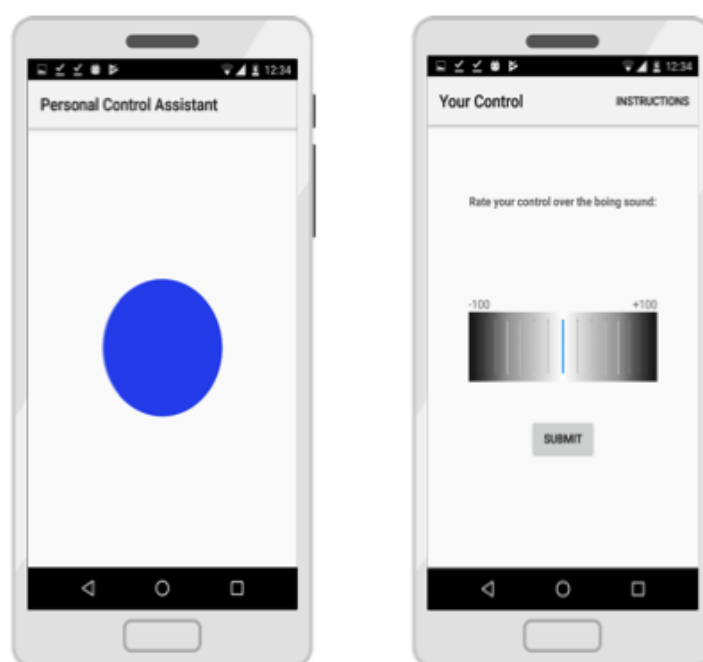 12:34
Personal Control Assistant
12:34
Your Control INSTRUCTIONS
Rate your control over the boing sound:
-100 +100
SUBMIT